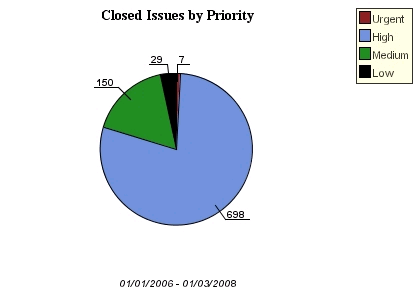 Closed Issues by Priority
Urgent
High
Medium
Low
29
7
150
698
01/01/2006 - 01/03/2008